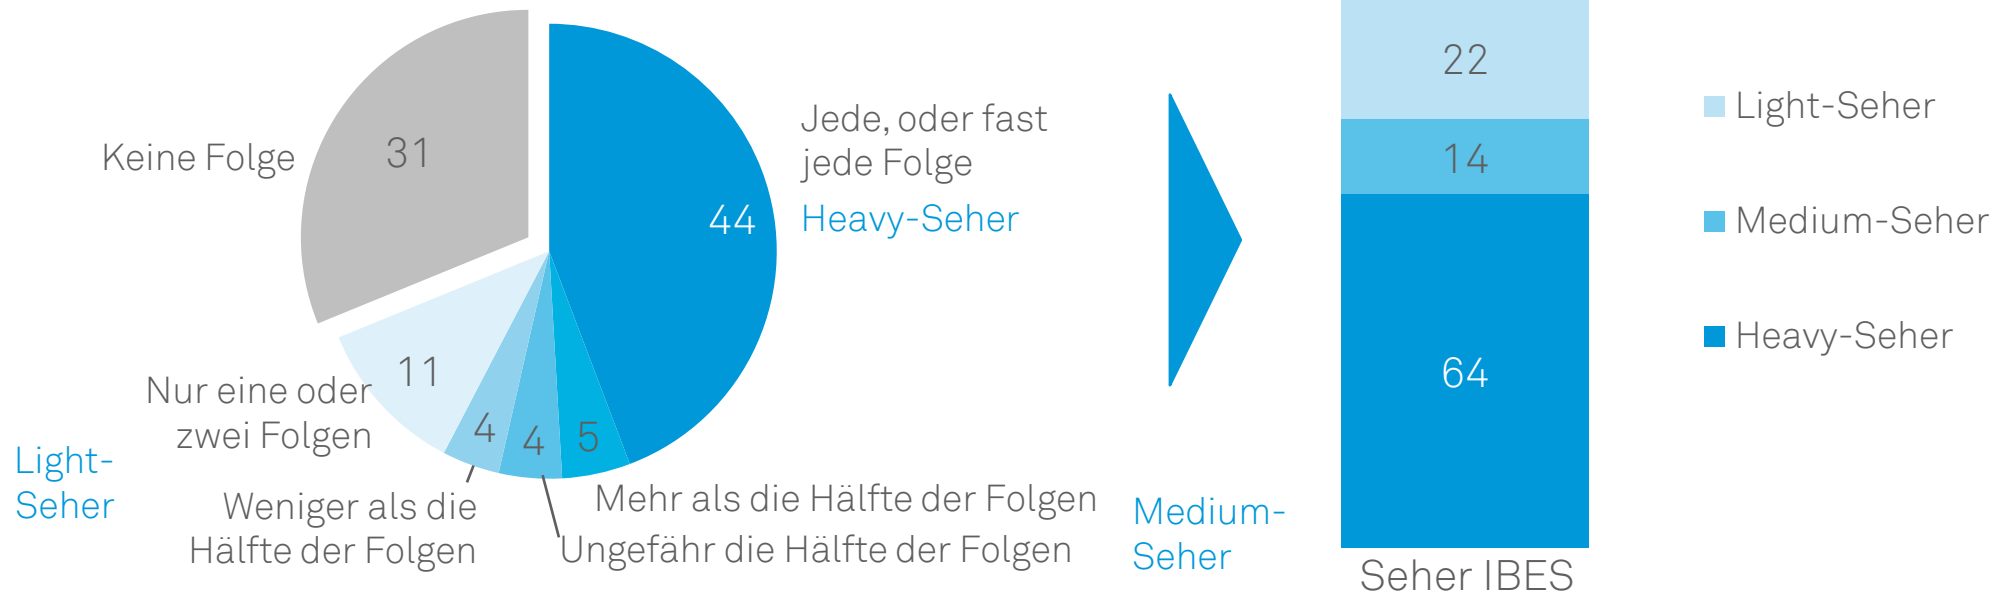 Keine Folge
31
44
Jede, oder fast
jede Folge
Heavy-Seher
11
Nur eine oder
zwei Folgen
4
4
5
Light-
Seher
Weniger als die
Hälfte der Folgen
Mehr als die Hälfte der Folgen
Ungefähr die Hälfte der Folgen
Medium-
Seher
22
14
64
Seher IBES
Light-Seher
Medium-Seher
Heavy-Seher